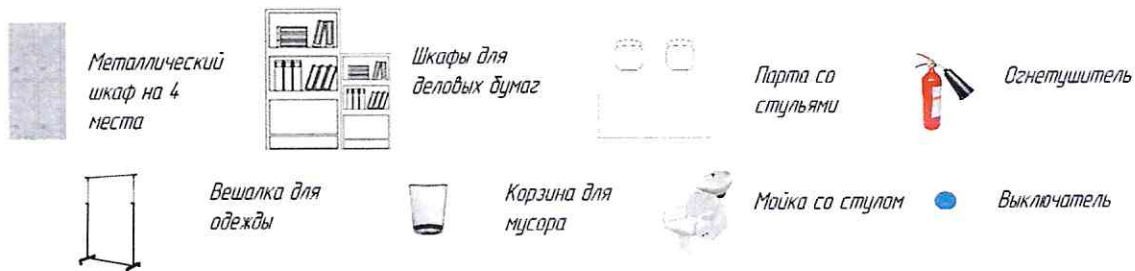 Металлический
шкаф на 4
места
Шкафы для
деловых бумаг
Парта со
стульями
Огнетушитель
Вешалка для
одежды
Корзина для
мусора
Мойка со стулом
Выключатель